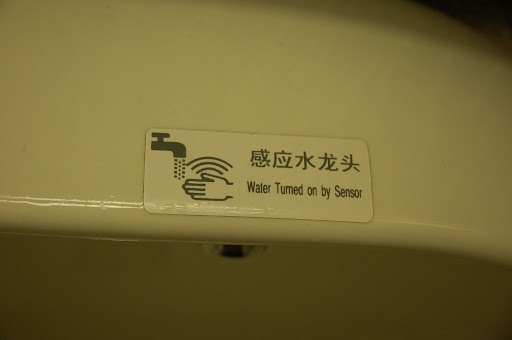 感应水龙头
Water Turned on by Sensor